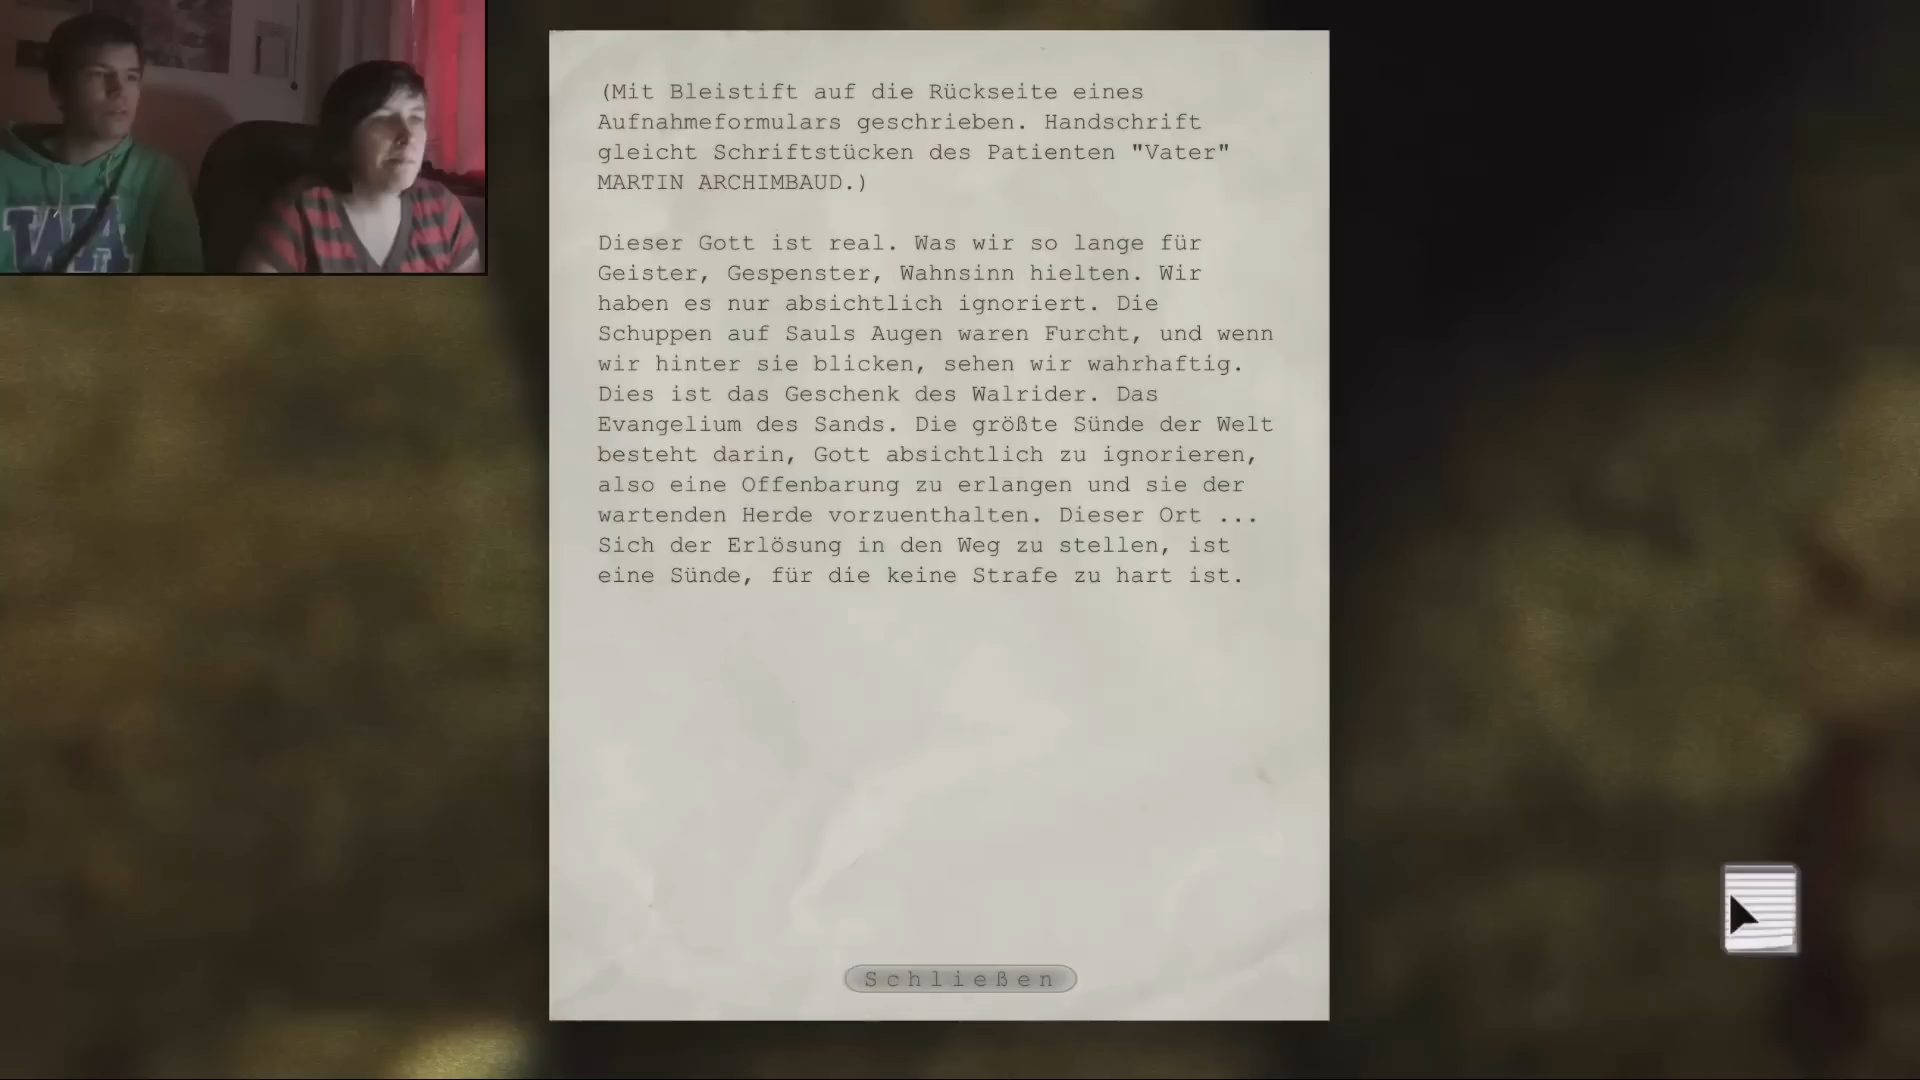 (Mit Bleistift auf die Rückseite eines
Aufnahmeformulars geschrieben. Handschrift
gleicht Schriftstücken des Patienten "Vater"
MARTIN ARCHIMBAUD.)
Dieser Gott ist real. Was wir so lange für
Geister, Gespenster, Wahnsinn hielten. Wir
haben es nur absichtlich ignoriert. Die
Schuppen auf Sauls Augen waren Furcht, und wenn
wir hinter sie blicken, sehen wir wahrhaftig.
Dies ist das Geschenk des Walrider. Das
Evangelium des Sands. Die größte Sünde der Welt
besteht darin, Gott absichtlich zu ignorieren,
also eine Offenbarung zu erlangen und sie der
wartenden Herde vorzuenthalten. Dieser Ort ...
Sich der Erlösung in den Weg zu stellen, ist
eine Sünde, für die keine Strafe zu hart ist.
Schließen